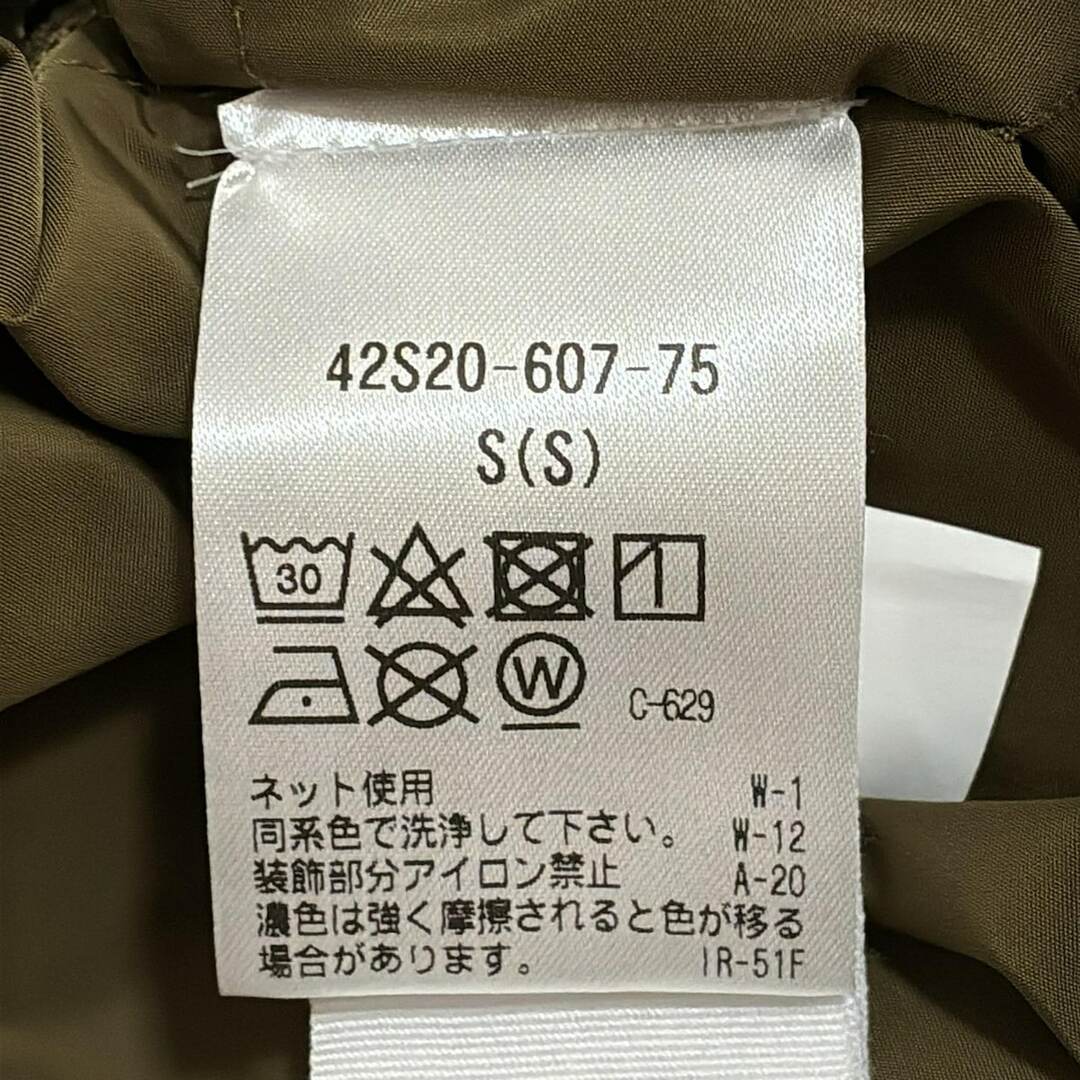 42S20-607-75
S(S)
30
W C-629
ネット使用 W-1
同系色で洗浄して下さい。 W-12
装飾部分アイロン禁止 A-20
濃色は強く摩擦されると色が移る
場合があります。 IR-51F